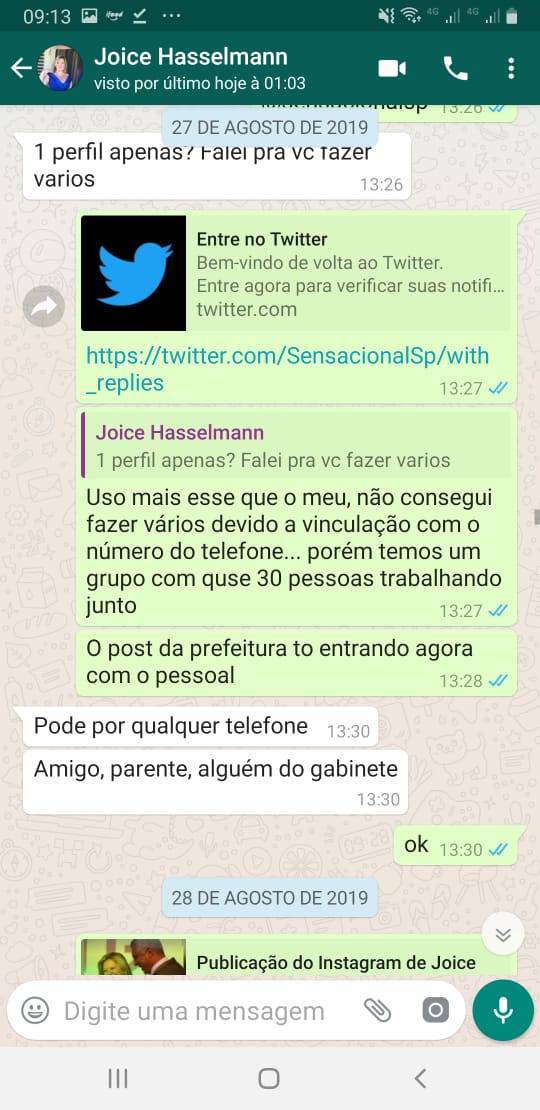 09:13 4G 4G
Joice Hasselmann
visto por último hoje à 01:03
13:26
27 DE AGOSTO DE 2019
1 perfil apenas? Falei pra vc fazer
varios
13:26
Entre no Twitter
Bem-vindo de volta ao Twitter.
Entre agora para verificar suas notifi...
twitter.com
https://twitter.com/SensacionalSp/with
_replies
13:27
Joice Hasselmann
1 perfil apenas? Falei pra vc fazer varios
Uso mais esse que o meu, não consegui
fazer vários devido a vinculação com o
número do telefone... porém temos um
grupo com quse 30 pessoas trabalhando
junto
13:27
O post da prefeitura to entrando agora
com o pessoal
13:28
Pode por qualquer telefone 13:30
Amigo, parente, alguém do gabinete
13:30
ok 13:30
28 DE AGOSTO DE 2019
Publicação do Instagram de Joice
Digite uma mensagem